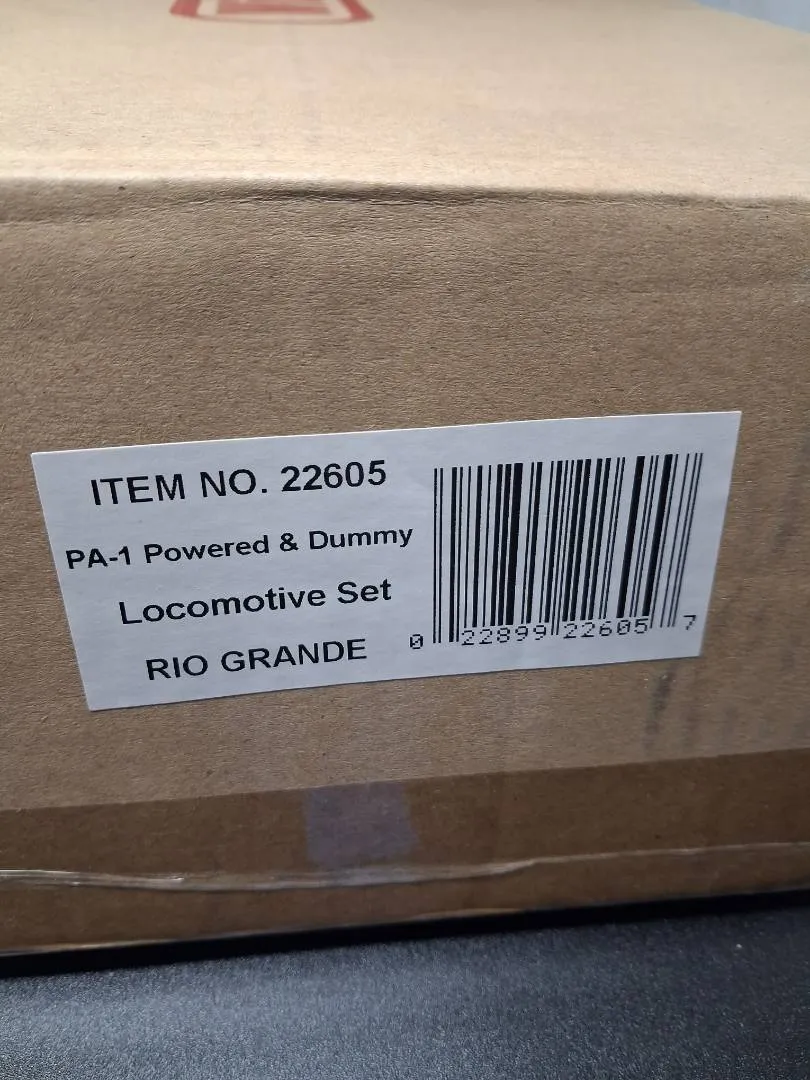 ITEM NO. 22605
PA-1 Powered & Dummy
Locomotive Set
RIO GRANDE
0 22899 22605 7